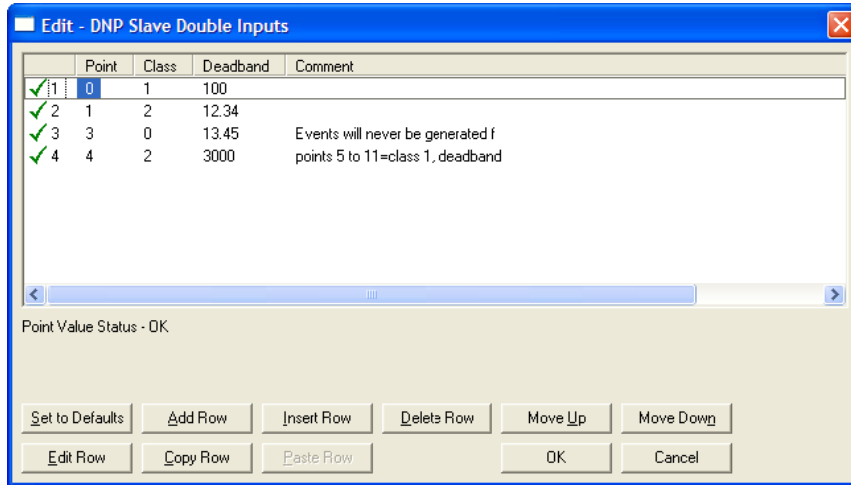 Edit - DNP Slave Double Inputs
Point Class Deadband Comment
1 0 1 100
2 1 2 12.34
3 3 0 13.45 Events will never be generated f
4 4 2 3000 points 5 to 11=class 1, deadband
Point Value Status - OK
Set to Defaults Add Row Insert Row Delete Row Move Up Move Down
Edit Row Copy Row Paste Row OK Cancel